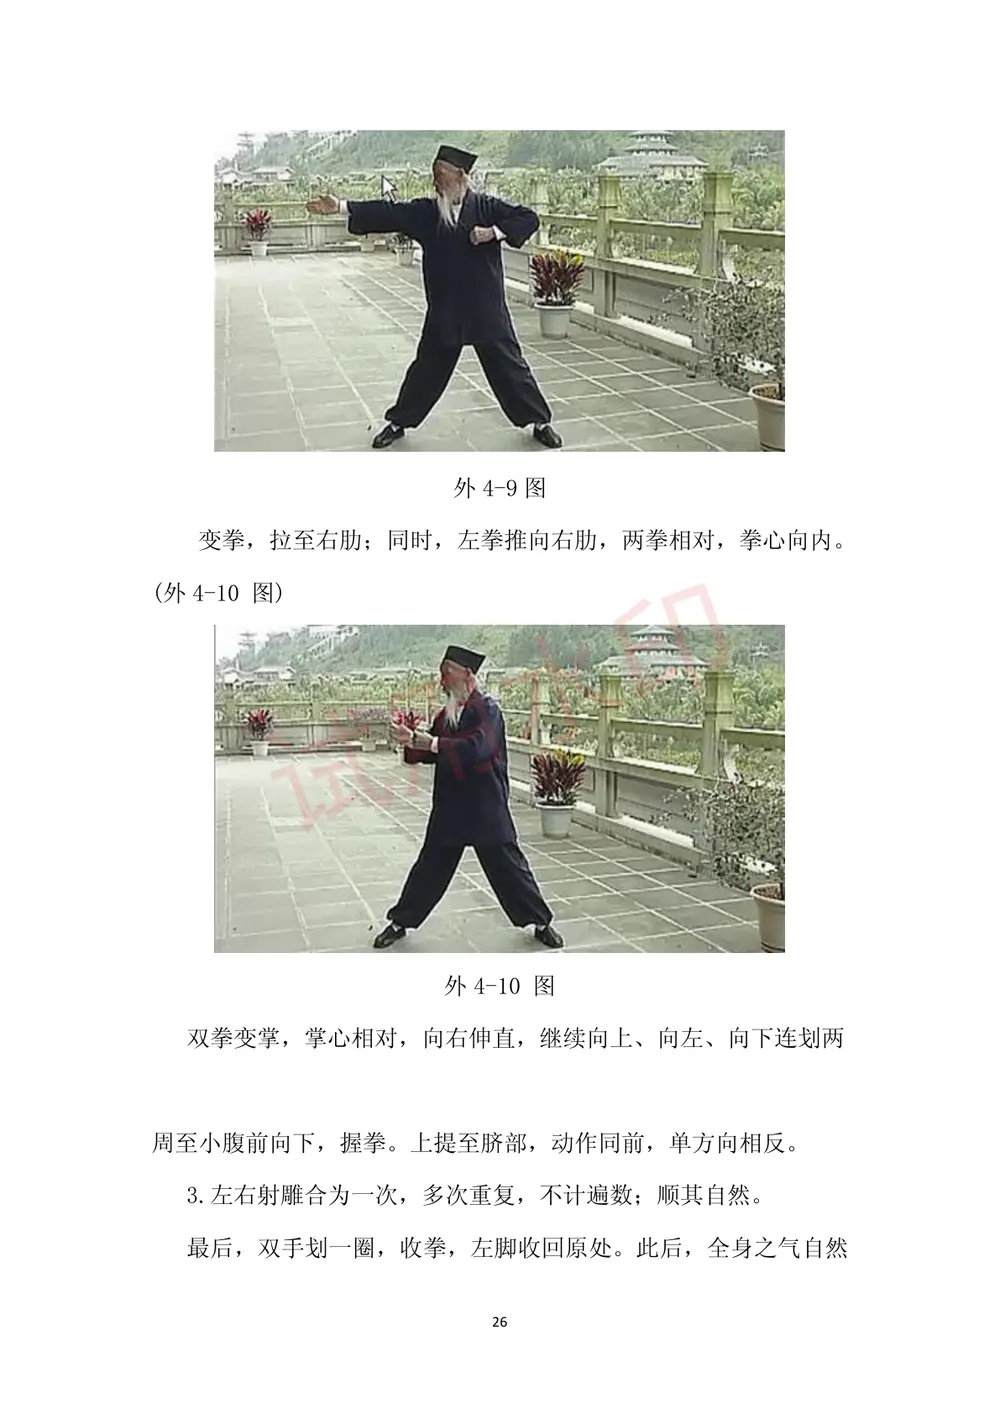 外 4-9 图
变拳，拉至右肋；同时，左拳推向右肋，两拳相对，拳心向内。
(外 4-10 图)
试用水印
外 4-10 图
双拳变掌，掌心相对，向右伸直，继续向上、向左、向下连划两
周至小腹前向下，握拳。上提至脐部，动作同前，单方向相反。
3.左右射雕合为一次，多次重复，不计遍数；顺其自然。
最后，双手划一圈，收拳，左脚收回原处。此后，全身之气自然
26